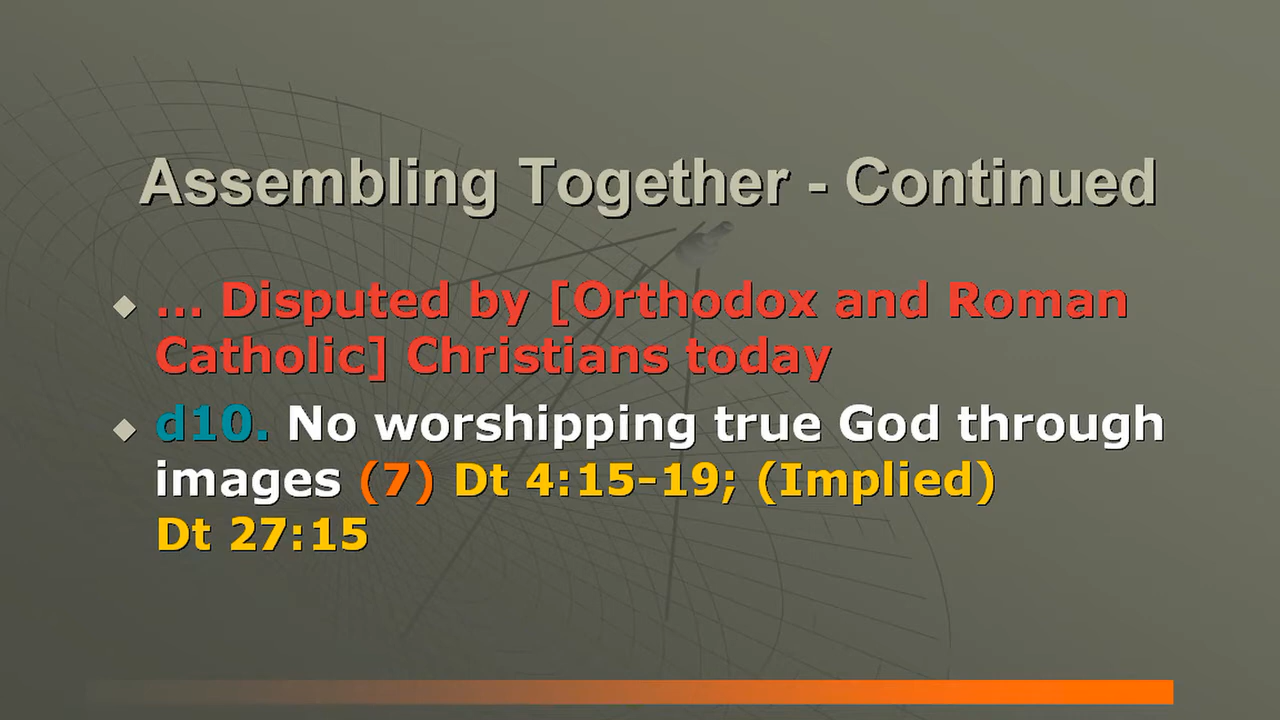 Assembling Together - Continued
... Disputed by [Orthodox and Roman
Catholic] Christians today
d10. No worshipping true God through
images (7) Dt 4:15-19; (Implied)
Dt 27:15